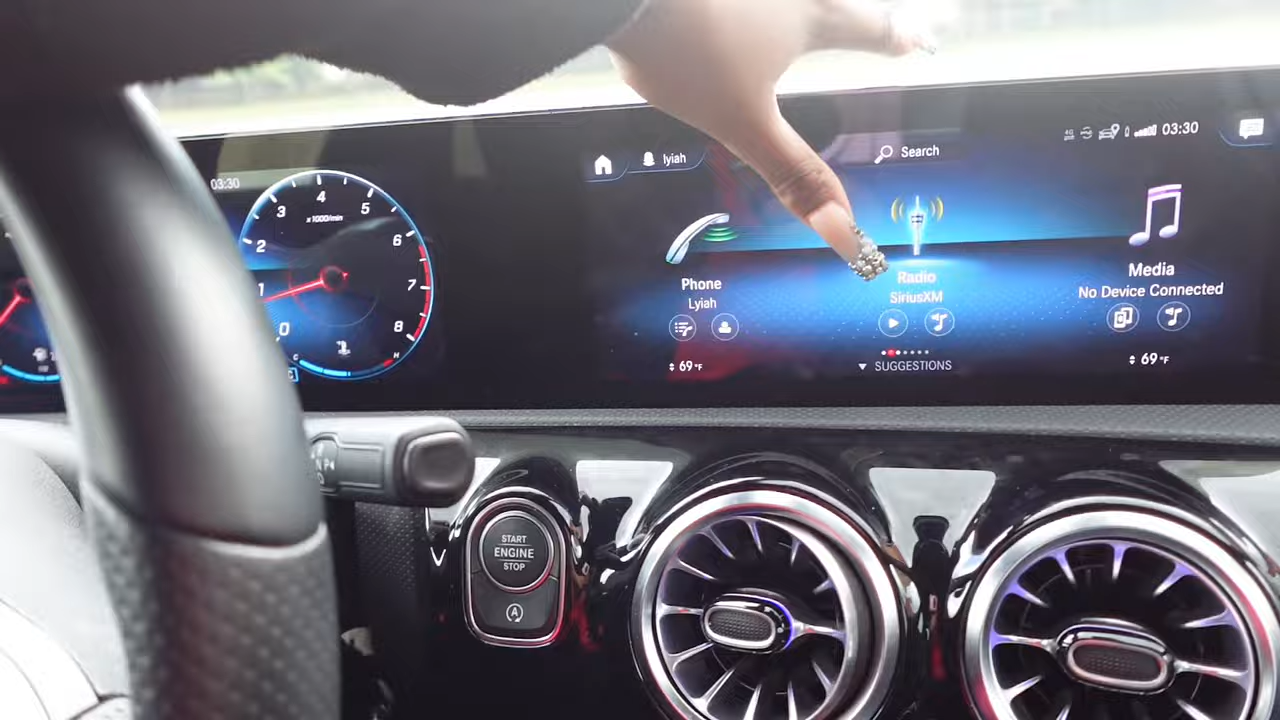 03:30
4
3
5
x1000/min
2
6
1
7
0
8
C
H
lyiah
Search
4G
03:30
Phone
Lyiah
Radio
SiriusXM
Media
No Device Connected
69°F
SUGGESTIONS
69°F
P
START
ENGINE
STOP
A